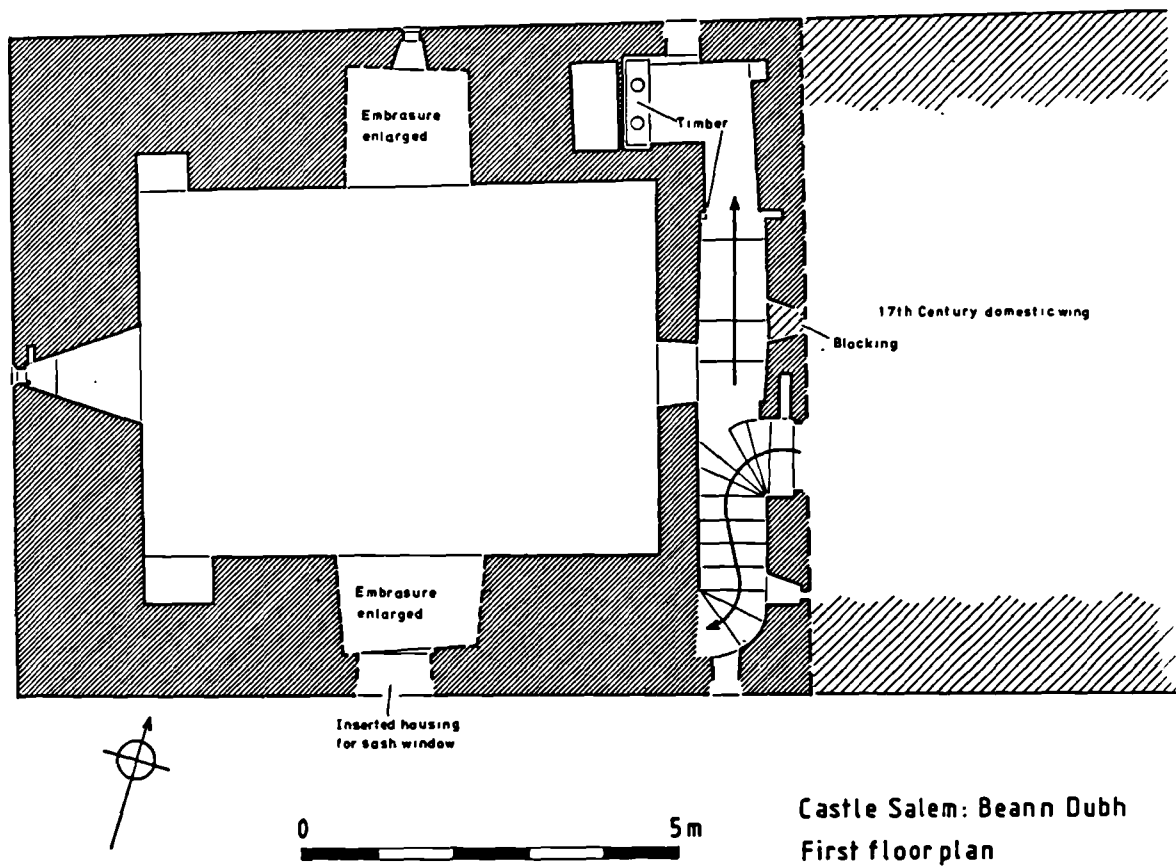 Embrasure
enlarged
Timber
17th Century domestic wing
Blocking
Embrasure
enlarged
Inserted housing
for sash window
0 5m
Castle Salem: Beann Dubh
First floor plan